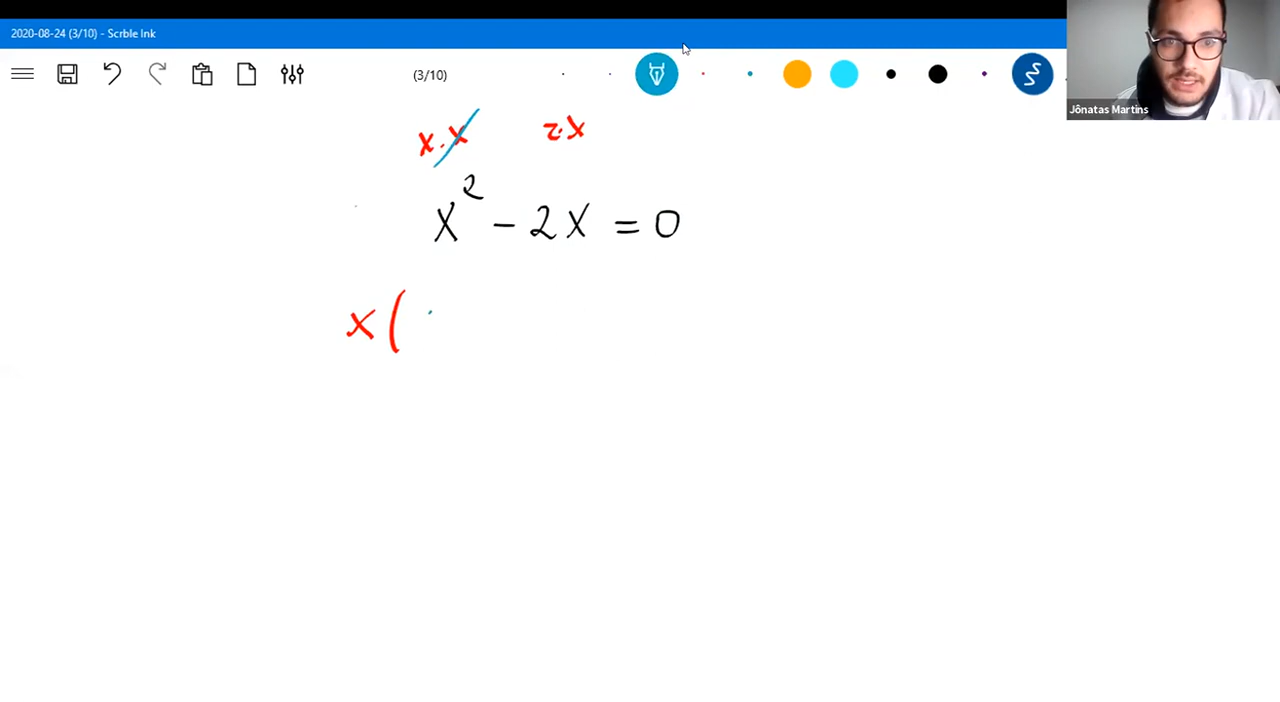 2020-08-24 (3/10) - Scrble Ink
(3/10)
Jônatas Martins
x.x 2.x
x² - 2x = 0
x(